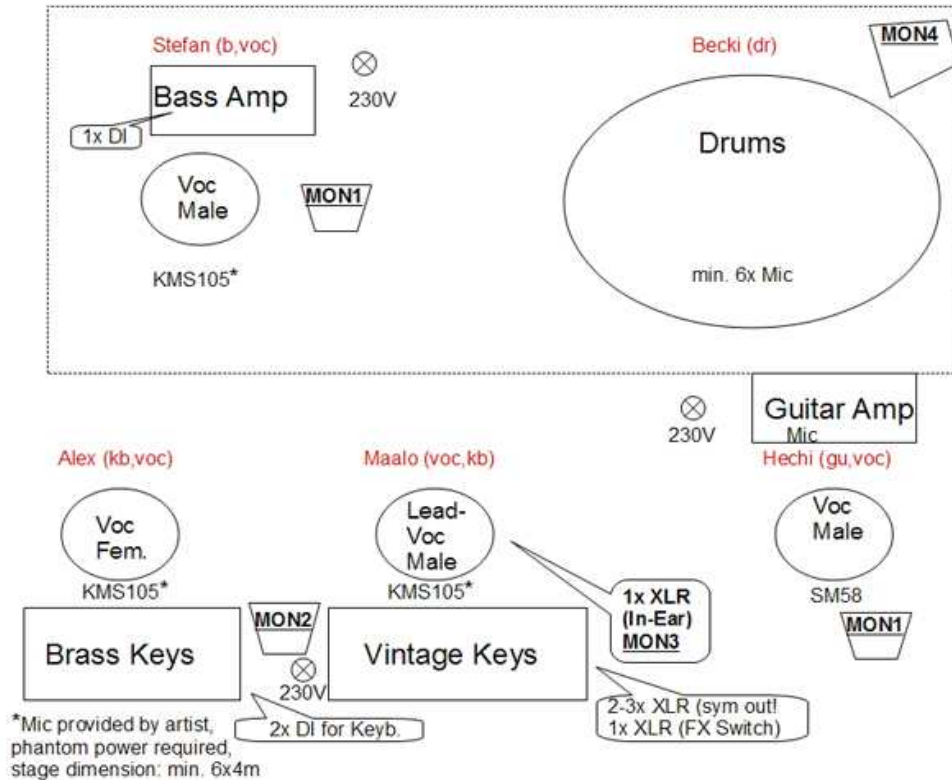 Stefan (b,voc)
Becki (dr)
MON4
Bass Amp
230V
1x DI
Drums
Voc
Male
MON1
KMS105*
min. 6x Mic
Guitar Amp
Mic
230V
Alex (kb,voc)
Maalo (voc,kb)
Hechi (gu,voc)
Voc
Fem.
Lead-
Voc
Male
Voc
Male
KMS105*
KMS105*
SM58
1x XLR
(In-Ear)
MON3
MON2
MON1
Brass Keys
Vintage Keys
230V
2x DI for Keyb.
2-3x XLR (sym out!
1x XLR (FX Switch)
*Mic provided by artist,
phantom power required,
stage dimension: min. 6x4m